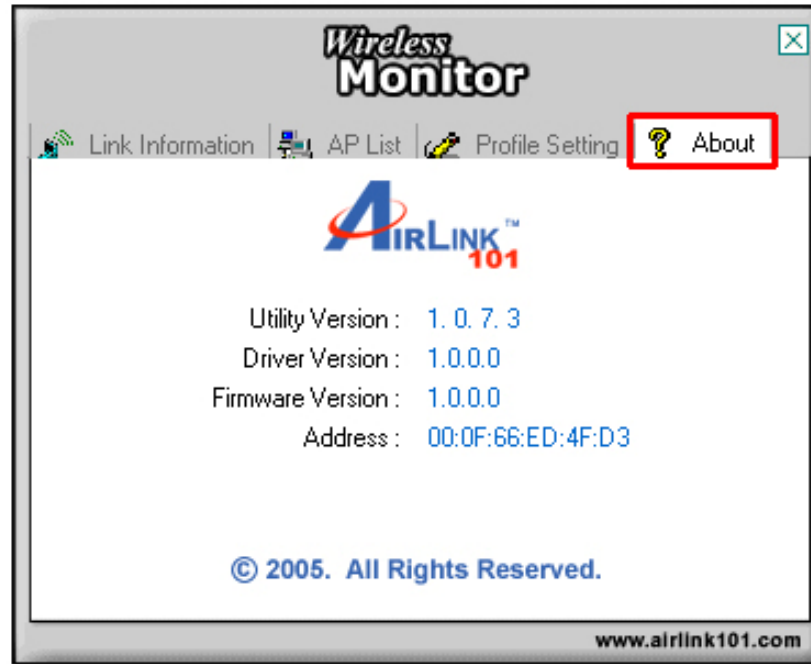 Wireless
Monitor
Link Information AP List Profile Setting About
AIRLINK™
101
Utility Version : 1. 0. 7. 3
Driver Version : 1.0.0.0
Firmware Version : 1.0.0.0
Address : 00:0F:66:ED:4F:D3
© 2005. All Rights Reserved.
www.airlink101.com